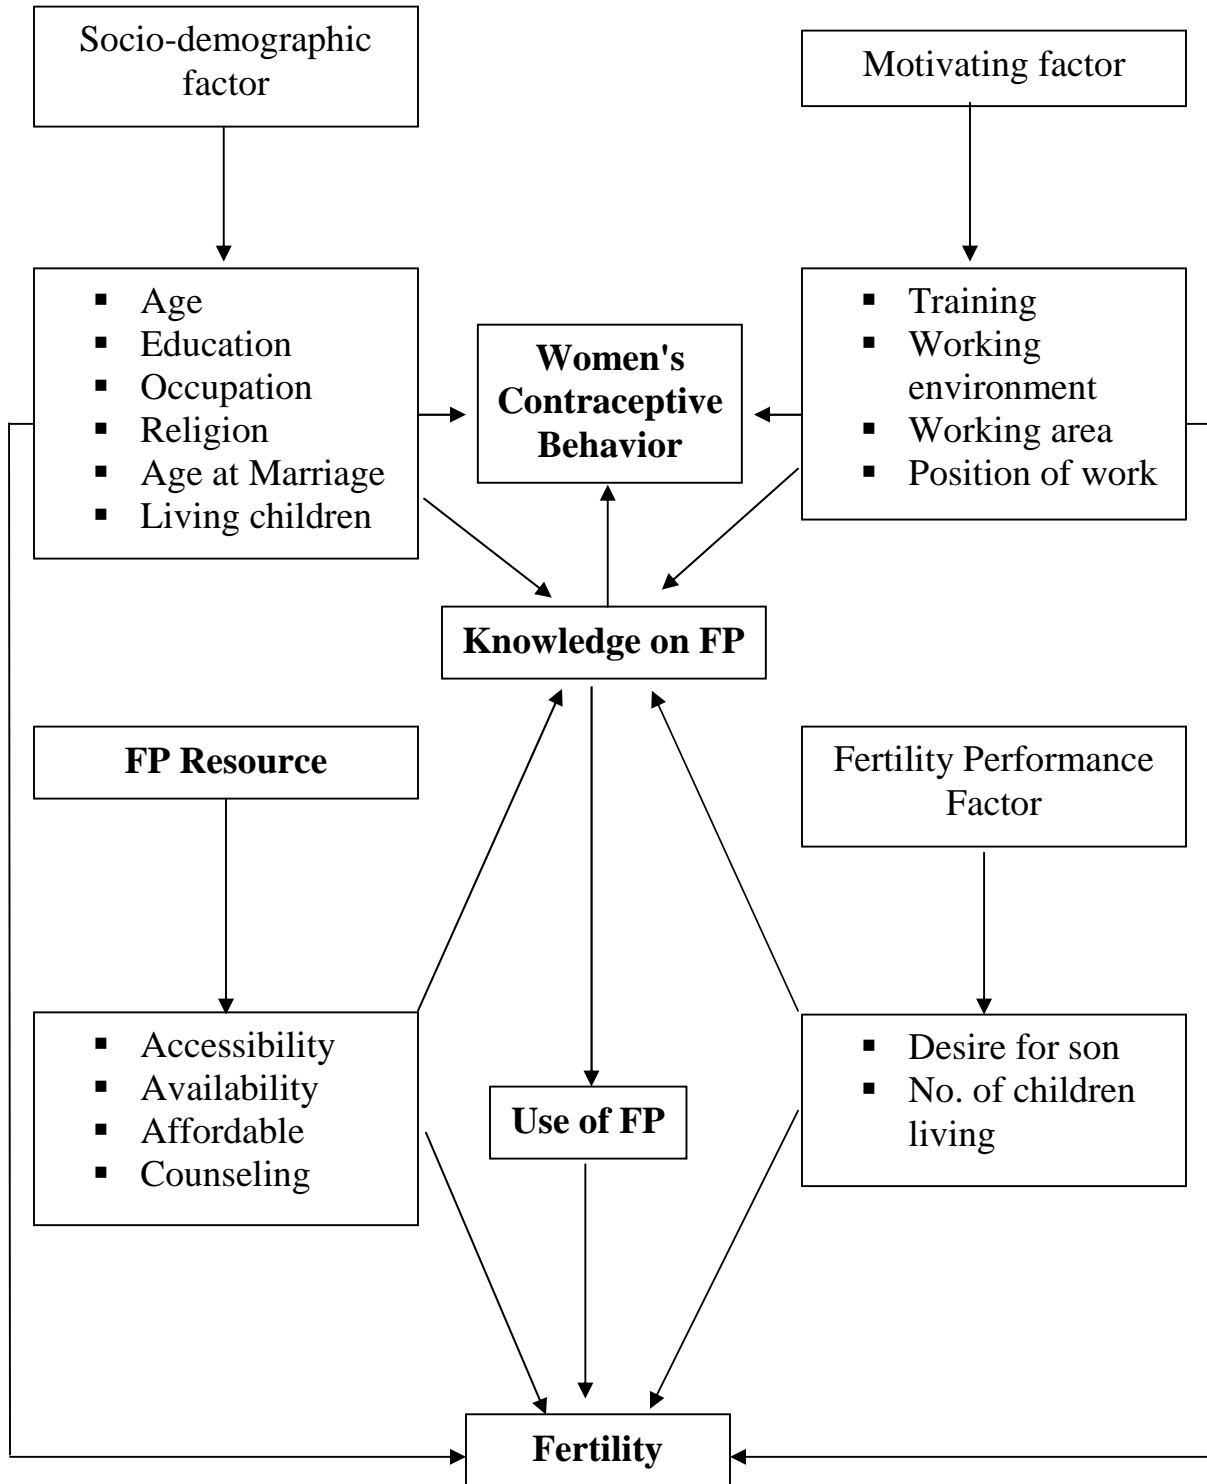 Socio-demographic
factor
Motivating factor
▪ Age
▪ Education
▪ Occupation
▪ Religion
▪ Age at Marriage
▪ Living children
Women's
Contraceptive
Behavior
▪ Training
▪ Working
environment
▪ Working area
▪ Position of work
Knowledge on FP
FP Resource
Fertility Performance
Factor
▪ Accessibility
▪ Availability
▪ Affordable
▪ Counseling
Use of FP
▪ Desire for son
▪ No. of children
living
Fertility